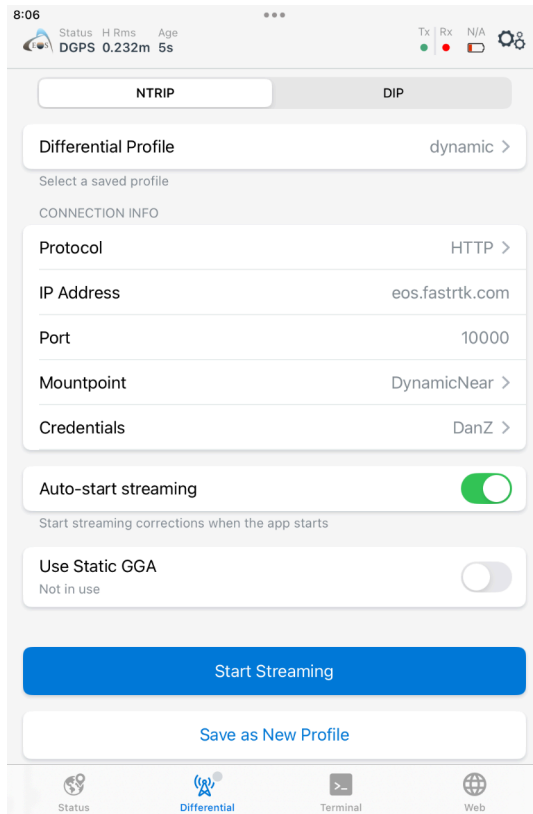 8:06
Status H Rms Age
DGPS 0.232m 5s
Tx Rx N/A
EOS
NTRIP DIP
Differential Profile dynamic
Select a saved profile
CONNECTION INFO
Protocol HTTP
IP Address eos.fastrtk.com
Port 10000
Mountpoint DynamicNear
Credentials DanZ
Auto-start streaming
Start streaming corrections when the app starts
Use Static GGA
Not in use
Start Streaming
Save as New Profile
Status Differential Terminal Web